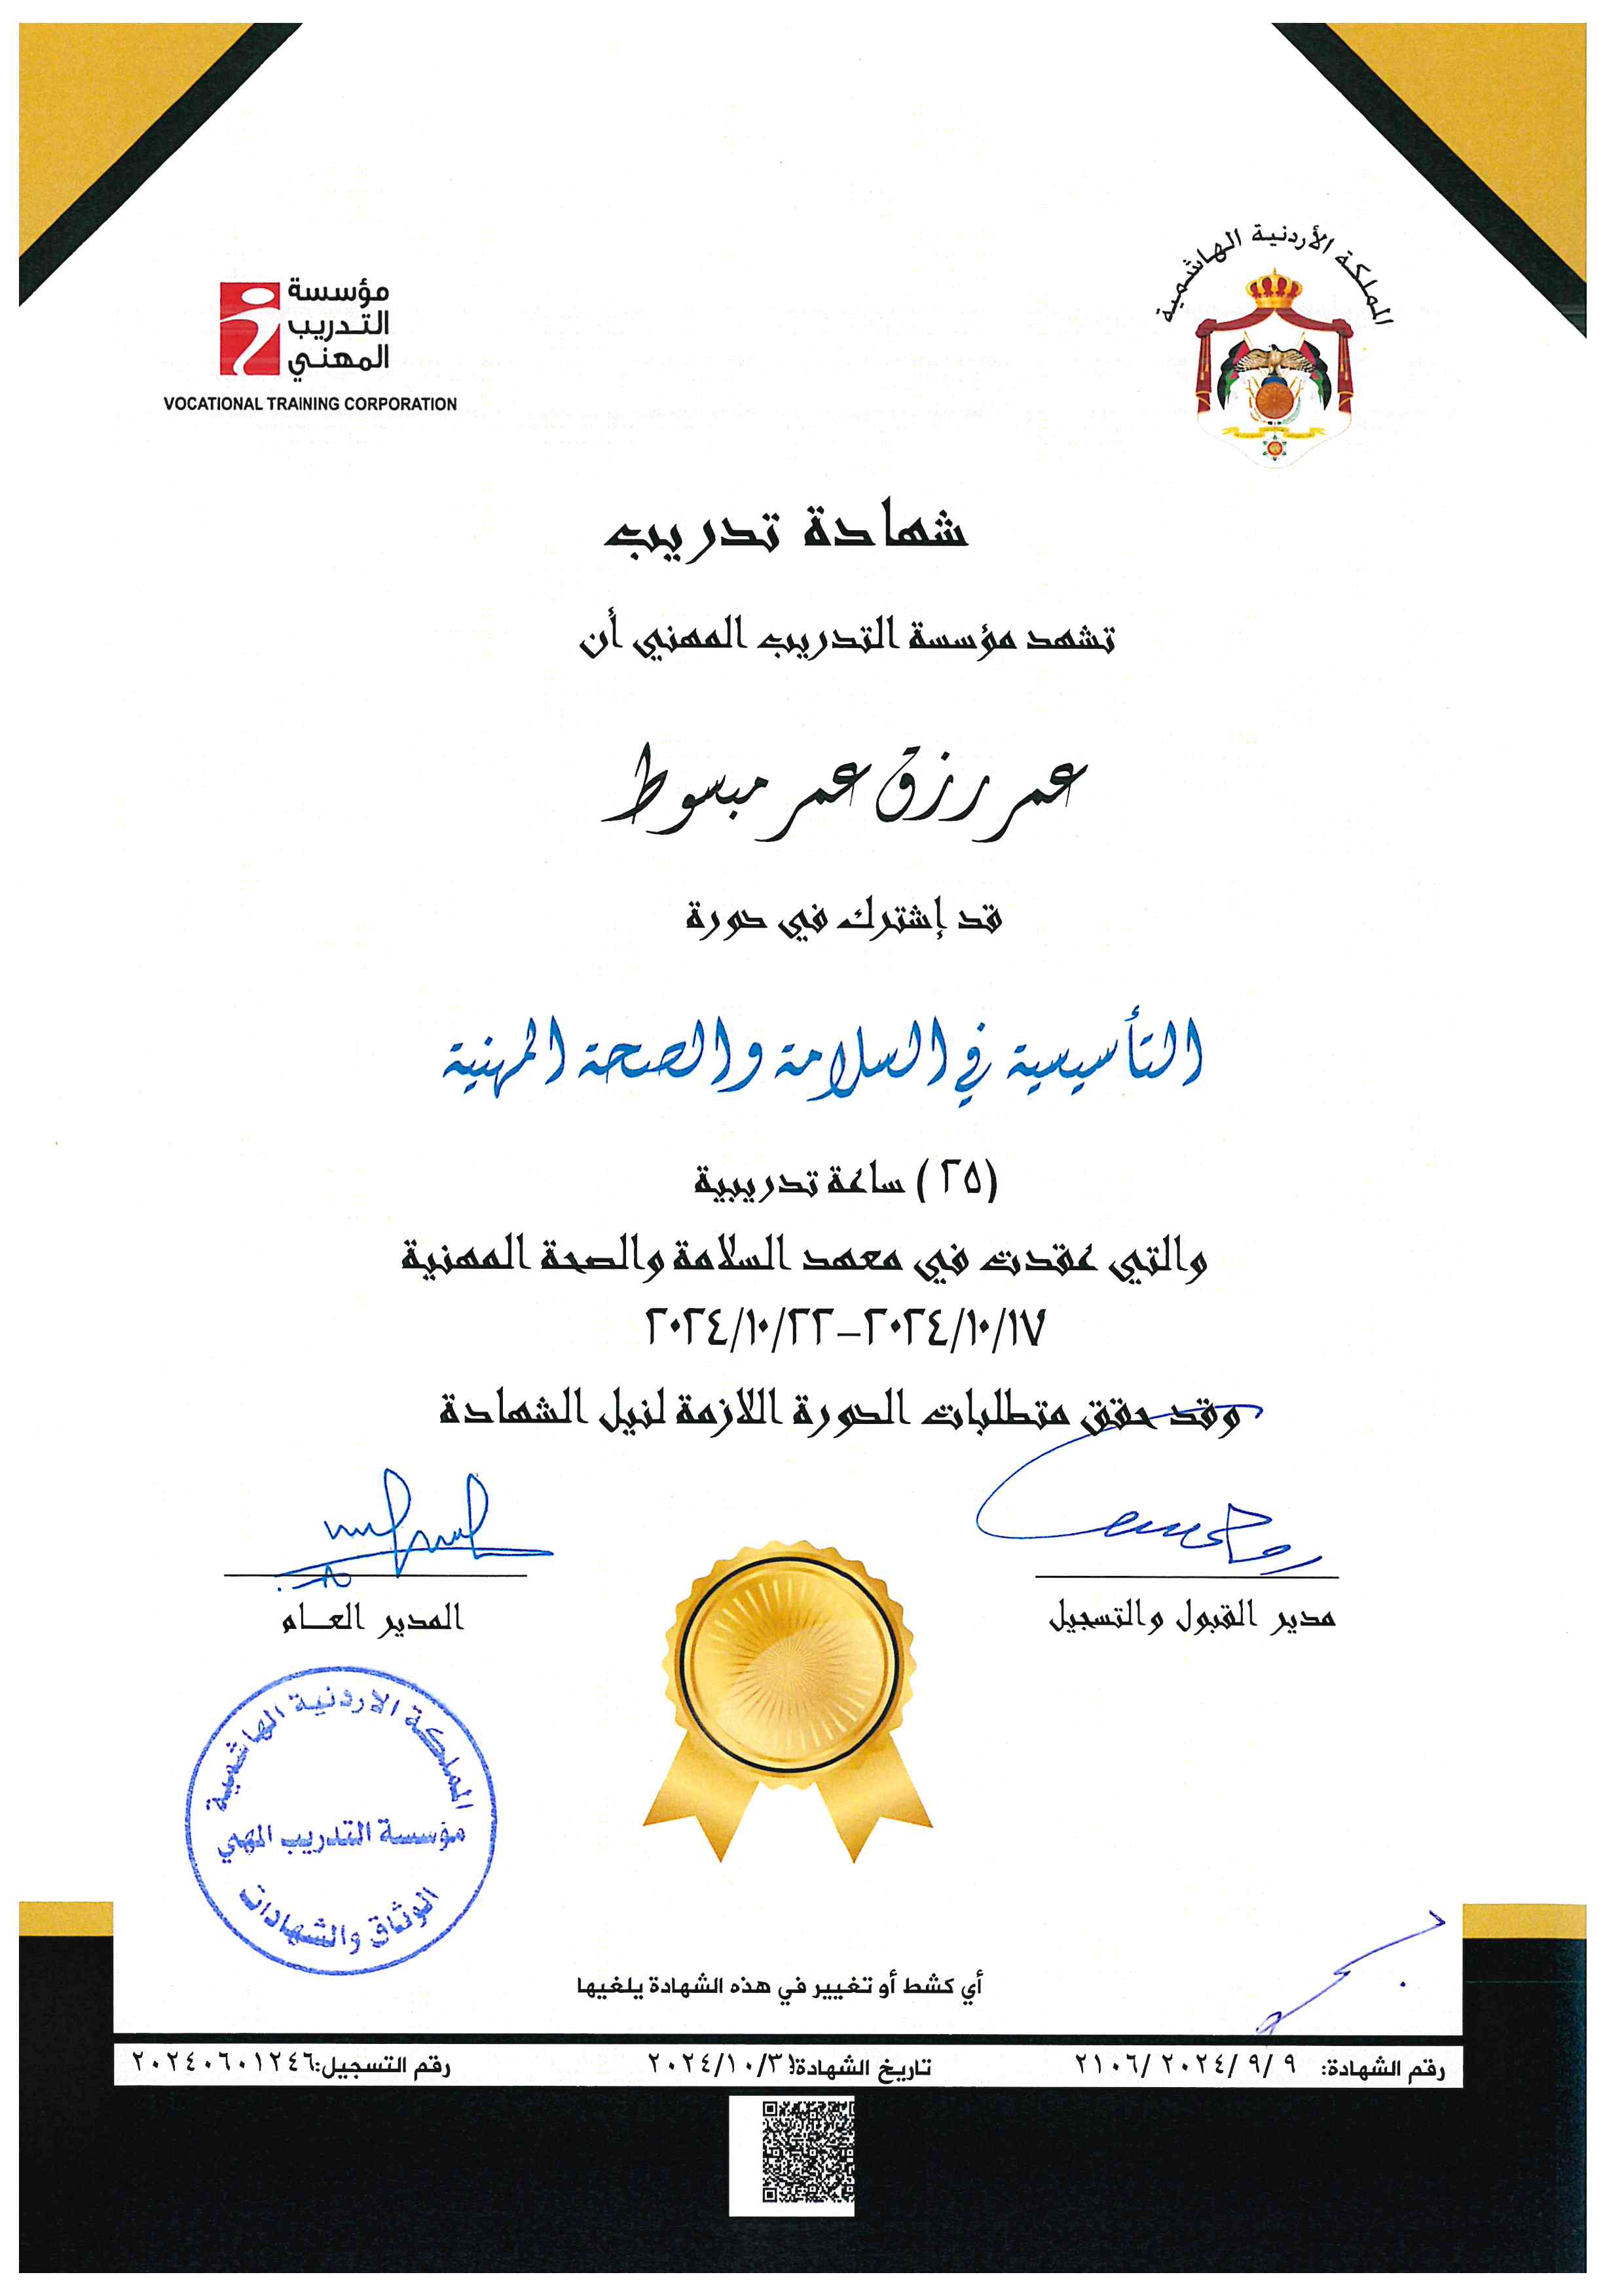 المملكة الأردنية الهاشمية
مؤسسة
التدريب
المهني
VOCATIONAL TRAINING CORPORATION
شهادة تدريب
تشهد مؤسسة التدريب المهني أن
عمر رزق عمر مبسوط
قد إشترك في دورة
التأسيسية في السلامة والصحة المهنية
(٢٥) ساعة تدريبية
والتي عقدت في معهد السلامة والصحة المهنية
٢٠٢٤/١٠/١٧–٢٠٢٤/١٠/٢٢
وقد حقق متطلبات الدورة اللازمة لنيل الشهادة
مدير القبول والتسجيل
المدير العـــام
المملكة الاردنية الهاشمية
مؤسسة التدريب المهني
الوثائق والشهادات
أي كشط أو تغيير في هذه الشهادة يلغيها
رقم الشهادة: ٩ /٩ /٢٠٢٤ /٢١٠٦
تاريخ الشهادة: ٢٠٢٤/١٠/٣١
رقم التسجيل:٢٠٢٤٠٦٠١٢٤٦